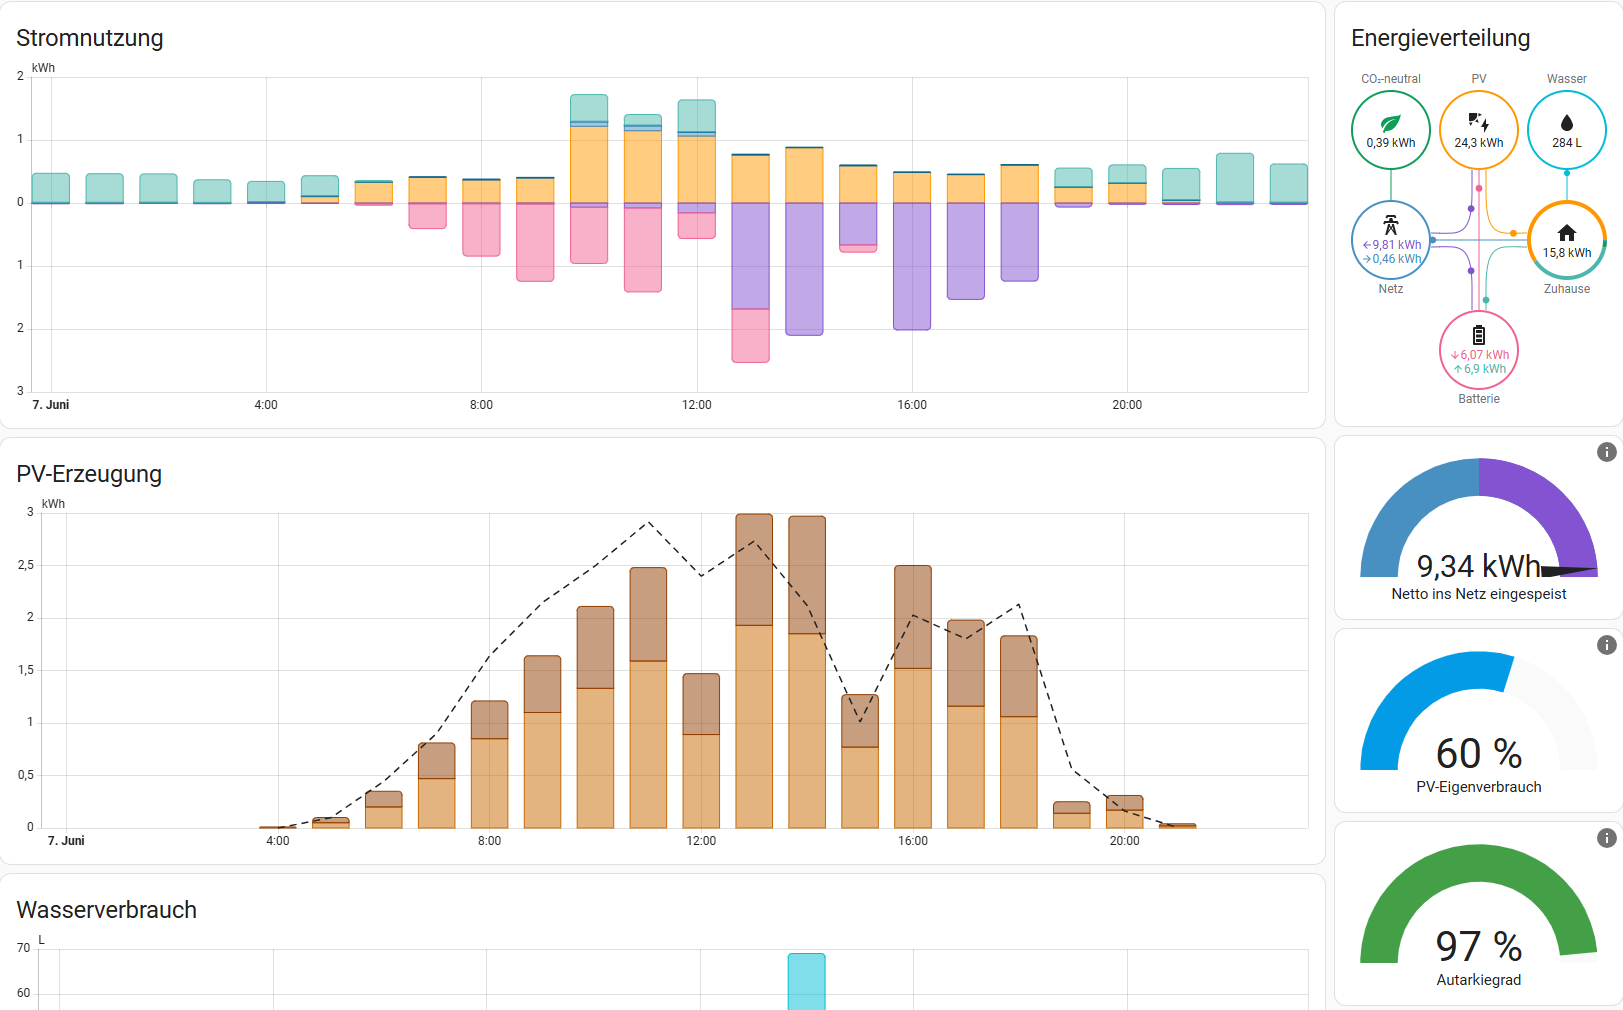 Stromnutzung
kWh
2
1
0
1
2
3
7. Juni
4:00
8:00
12:00
16:00
20:00
Energieverteilung
CO₂-neutral
PV
Wasser
0,39 kWh
24,3 kWh
284 L
←9,81 kWh
→0,46 kWh
15,8 kWh
Netz
Zuhause
↓6,07 kWh
↑6,9 kWh
Batterie
PV-Erzeugung
kWh
3
2,5
2
1,5
1
0,5
0
7. Juni
4:00
8:00
12:00
16:00
20:00
i
9,34 kWh
Netto ins Netz eingespeist
i
60 %
PV-Eigenverbrauch
i
97 %
Autarkiegrad
Wasserverbrauch
L
70
60